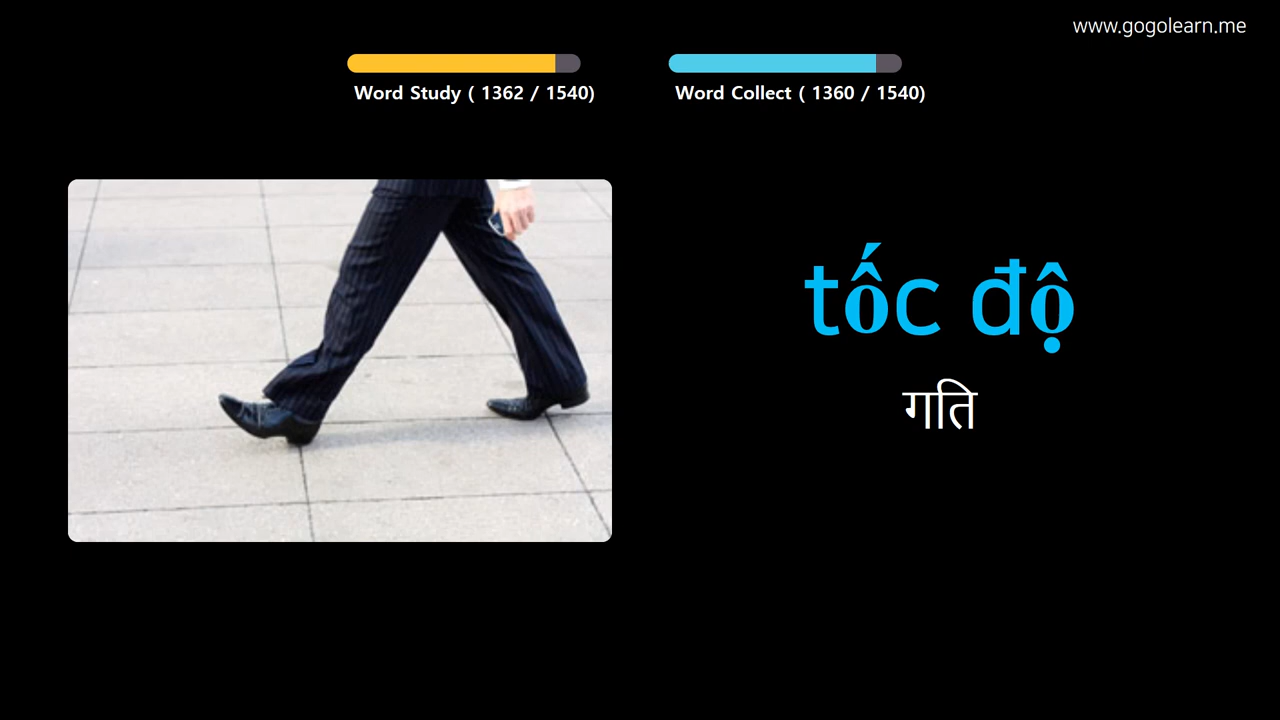 www.gogolearn.me
Word Study ( 1362 / 1540)
Word Collect ( 1360 / 1540)
tốc độ
गति